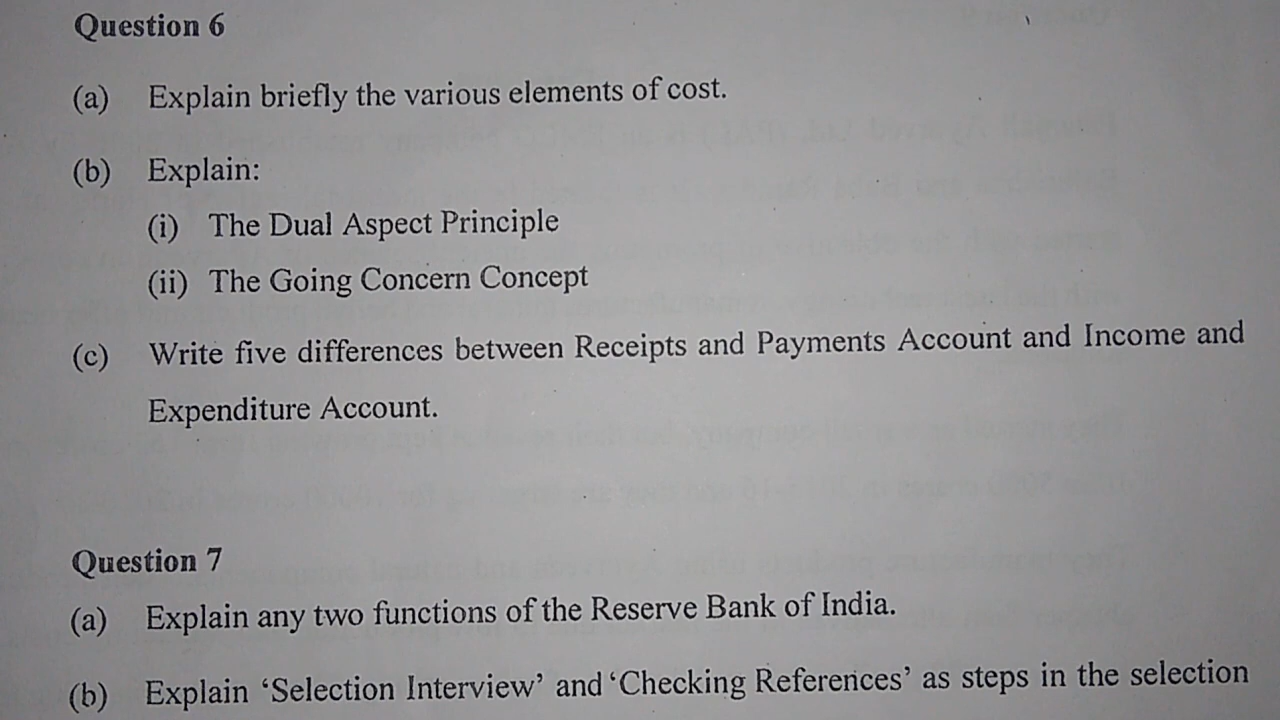 Question 6
(a) Explain briefly the various elements of cost.
(b) Explain:
(i) The Dual Aspect Principle
(ii) The Going Concern Concept
(c) Write five differences between Receipts and Payments Account and Income and
Expenditure Account.
Question 7
(a) Explain any two functions of the Reserve Bank of India.
(b) Explain ‘Selection Interview’ and ‘Checking References’ as steps in the selection